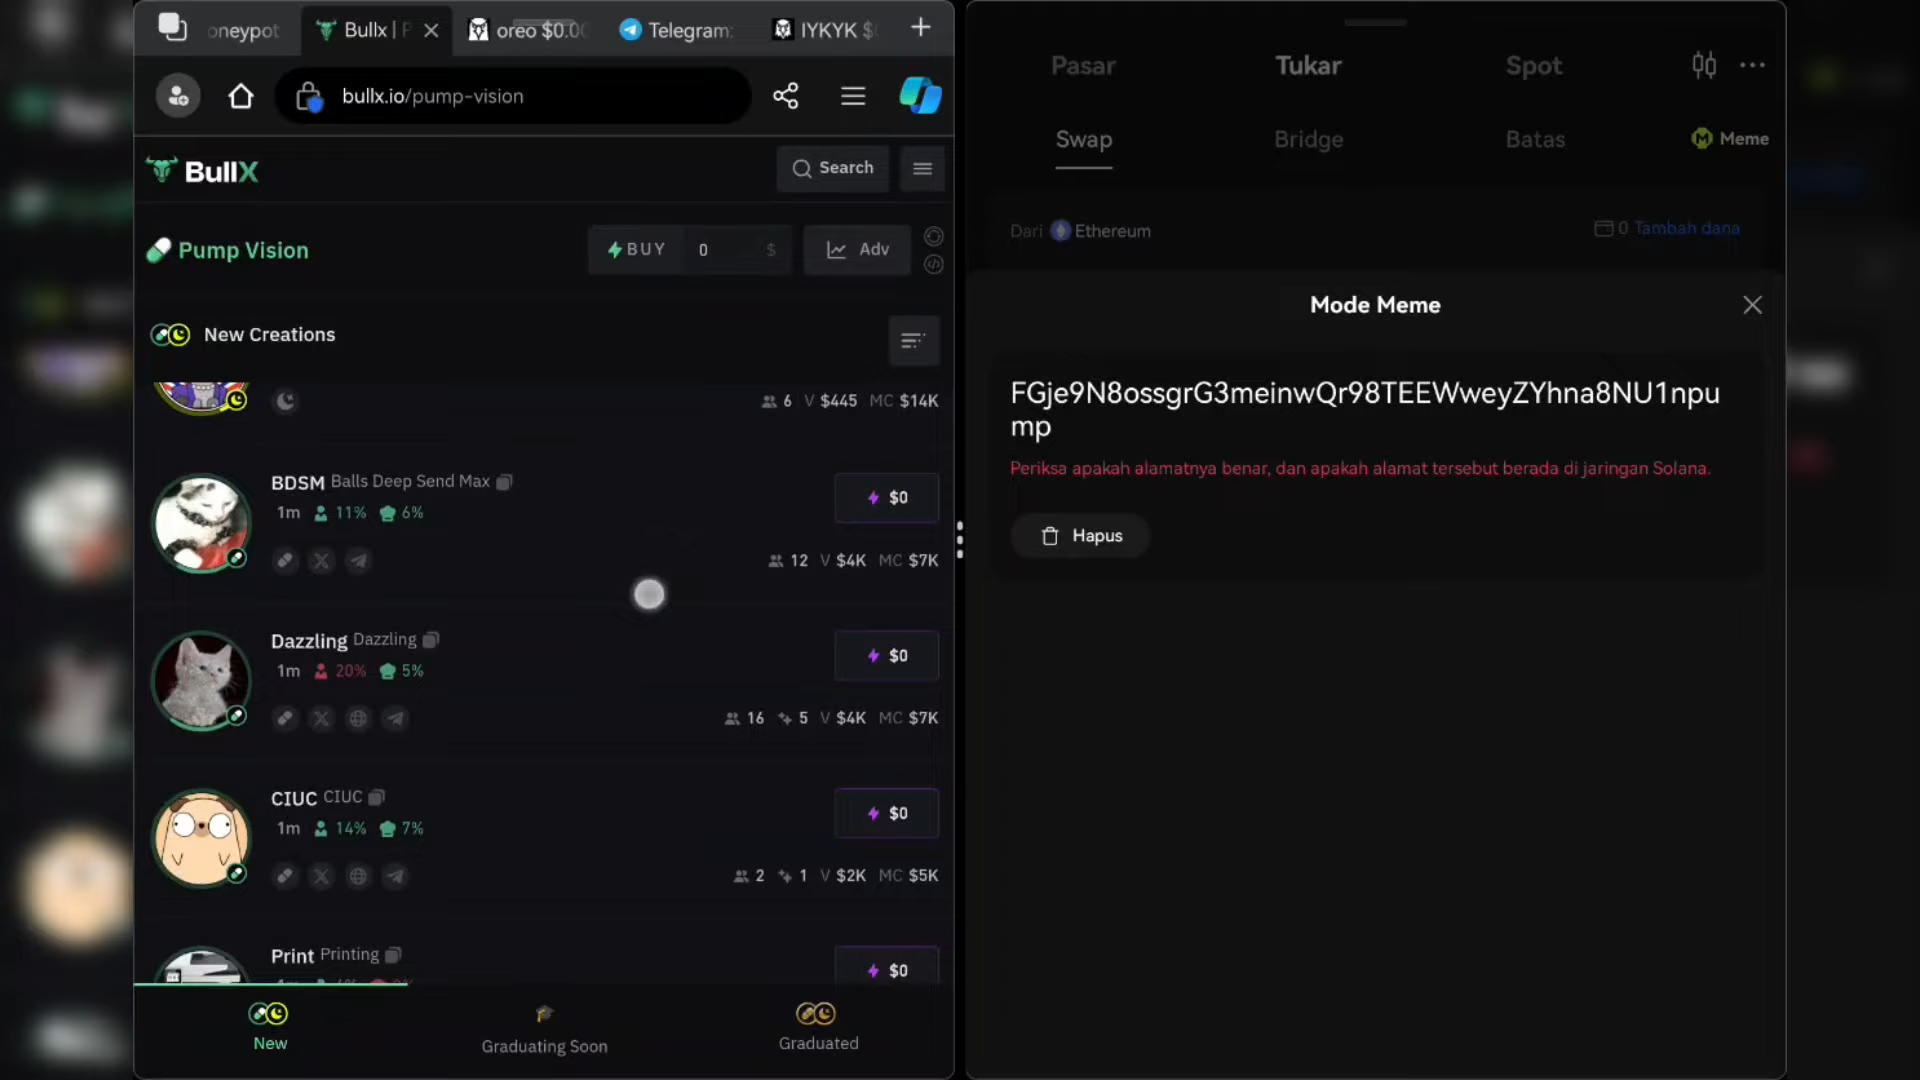 oneypot
Bullx | P
oreo $0.00
Telegram:
IYKYK $
bullx.io/pump-vision
BullX
Search
Pump Vision
BUY 0 $
Adv
New Creations
6 V $445 MC $14K
BDSM Balls Deep Send Max
$0
1m 11% 6%
12 V $4K MC $7K
Dazzling Dazzling
$0
1m 20% 5%
16 5 V $4K MC $7K
CIUC CIUC
$0
1m 14% 7%
2 1 V $2K MC $5K
Print Printing
$0
New
Graduating Soon
Graduated
Pasar
Tukar
Spot
Swap
Bridge
Batas
Meme
Dari Ethereum
0 Tambah dana
Mode Meme
FGje9N8ossgrG3meinwQr98TEEWweyZYhna8NU1npu
mp
Periksa apakah alamatnya benar, dan apakah alamat tersebut berada di jaringan Solana.
Hapus